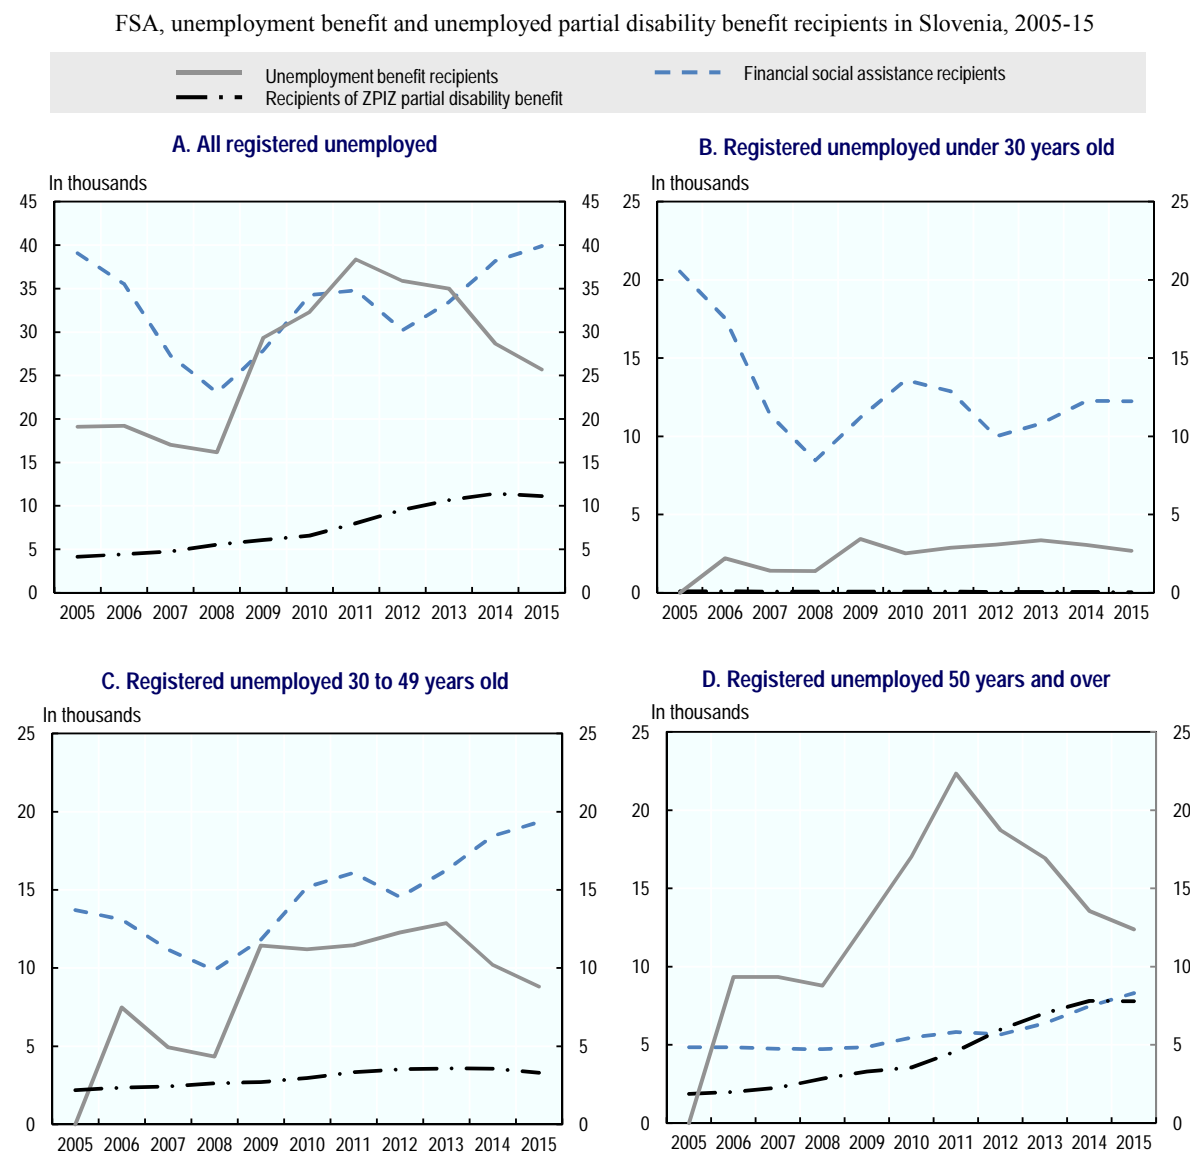 FSA, unemployment benefit and unemployed partial disability benefit recipients in Slovenia, 2005-15
Unemployment benefit recipients
Financial social assistance recipients
Recipients of ZPIZ partial disability benefit
A. All registered unemployed
In thousands
45 45
40 40
35 35
30 30
25 25
20 20
15 15
10 10
5 5
0 0
2005 2006 2007 2008 2009 2010 2011 2012 2013 2014 2015
B. Registered unemployed under 30 years old
In thousands
25 25
20 20
15 15
10 10
5 5
0 0
2005 2006 2007 2008 2009 2010 2011 2012 2013 2014 2015
C. Registered unemployed 30 to 49 years old
In thousands
25 25
20 20
15 15
10 10
5 5
0 0
2005 2006 2007 2008 2009 2010 2011 2012 2013 2014 2015
D. Registered unemployed 50 years and over
In thousands
25 25
20 20
15 15
10 10
5 5
0 0
2005 2006 2007 2008 2009 2010 2011 2012 2013 2014 2015